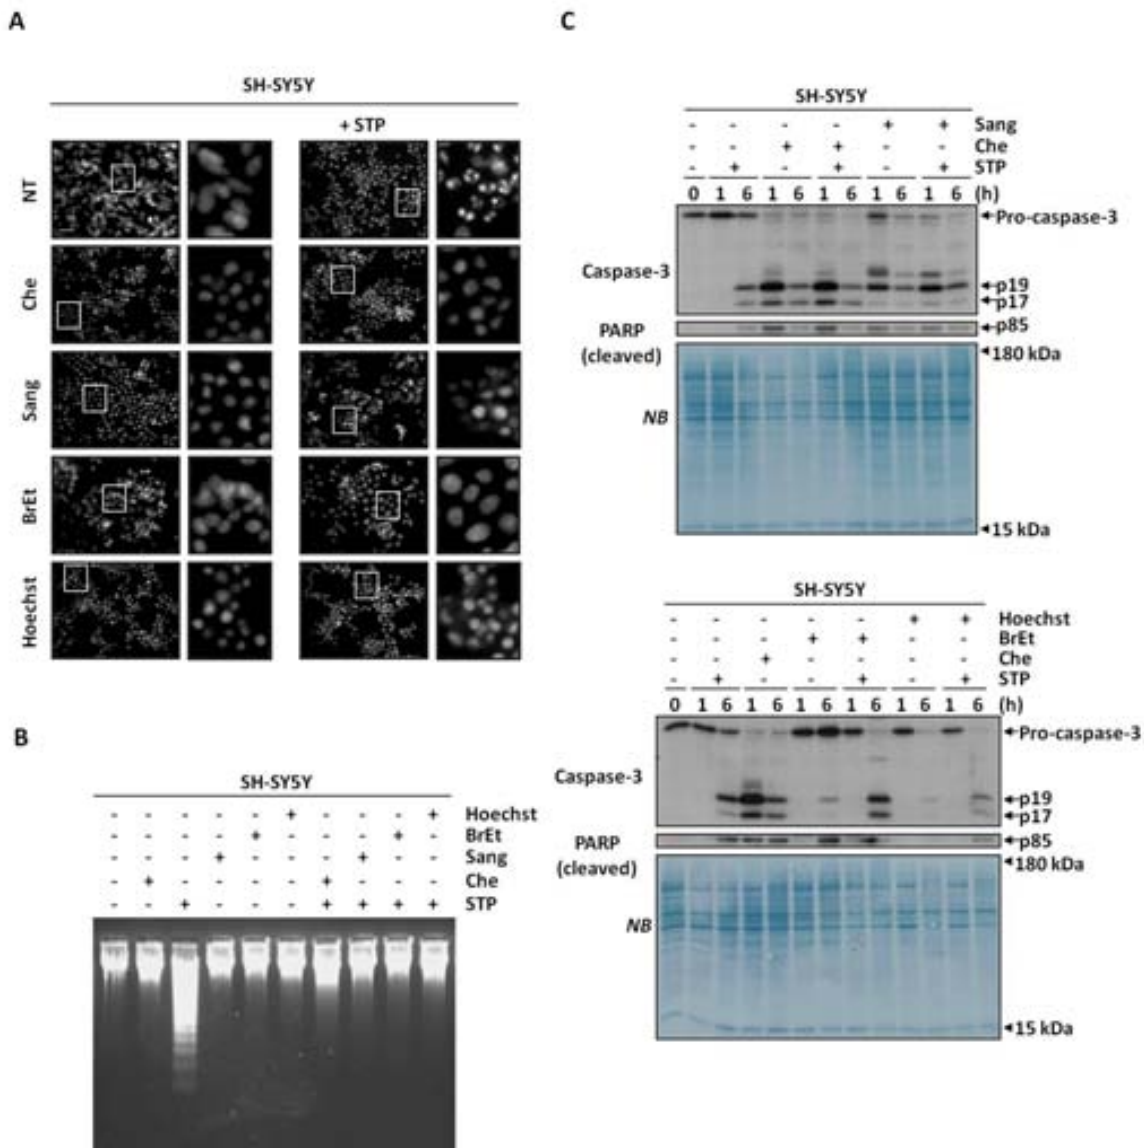 A
SH-SY5Y
+ STP
NT
Che
Sang
BrEt
Hoechst
B
SH-SY5Y
- - - - - + - - - + Hoechst
- - - - + - - - + - BrEt
- - - + - - - + - - Sang
- + - - - - + - - - Che
- - + - - - + + + + STP
C
SH-SY5Y
- - - - + + Sang
- - + + - - Che
- + - + - + STP
0 1 6 1 6 1 6 1 6 1 6 (h)
Pro-caspase-3
Caspase-3
p19
p17
PARP
(cleaved)
p85
180 kDa
NB
15 kDa
SH-SY5Y
- - - - - + + Hoechst
- - - + + - - BrEt
- - + - - - - Che
- + - - + - + STP
0 1 6 1 6 1 6 1 6 1 6 1 6 (h)
Pro-caspase-3
Caspase-3
p19
p17
PARP
(cleaved)
p85
180 kDa
NB
15 kDa